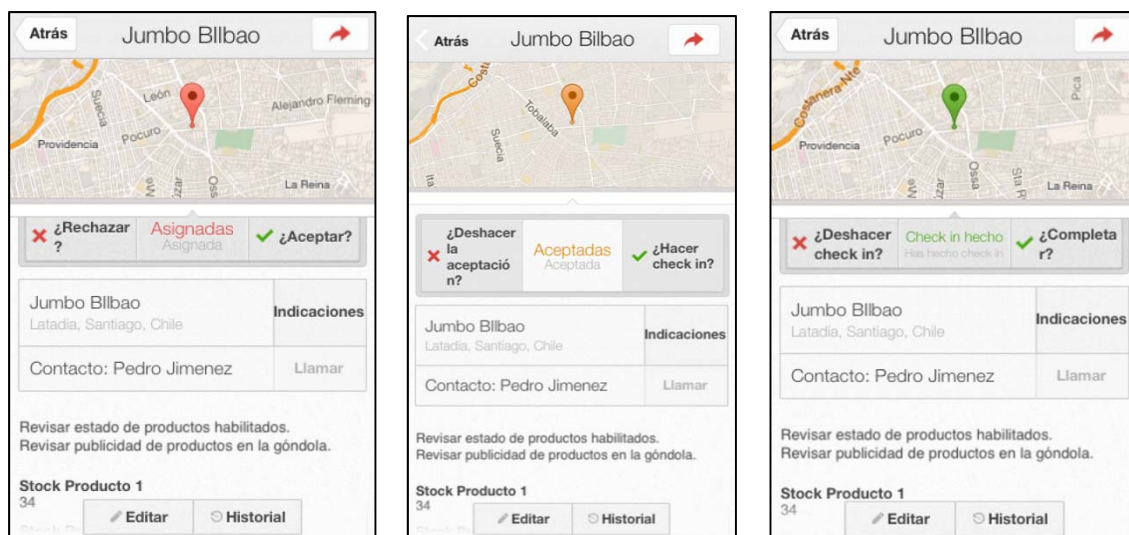 Atrás
Jumbo BIlbao
Suecia
León
Alejandro Fleming
Pocuro
Providencia
Ossa
La Reina
¿Rechazar
?
Asignadas
Asignada
¿Aceptar?
Jumbo BIlbao
Latadia, Santiago, Chile
Indicaciones
Contacto: Pedro Jimenez
Llamar
Revisar estado de productos habilitados.
Revisar publicidad de productos en la góndola.
Stock Producto 1
34
Editar
Historial
Atrás
Jumbo Bilbao
Tobalaba
Suecia
¿Deshacer
la
aceptació
n?
Aceptadas
Aceptada
¿Hacer
check in?
Jumbo BIlbao
Latadia, Santiago, Chile
Indicaciones
Contacto: Pedro Jimenez
Llamar
Revisar estado de productos habilitados.
Revisar publicidad de productos en la góndola.
Stock Producto 1
34
Editar
Historial
Atrás
Jumbo BIlbao
Costanera Nte
Pica
Pocuro
Providencia
Ossa
La Reina
¿Deshacer
check in?
Check in hecho
Has hecho check in
¿Completa
r?
Jumbo BIlbao
Latadia, Santiago, Chile
Indicaciones
Contacto: Pedro Jimenez
Llamar
Revisar estado de productos habilitados.
Revisar publicidad de productos en la góndola.
Stock Producto 1
34
Editar
Historial